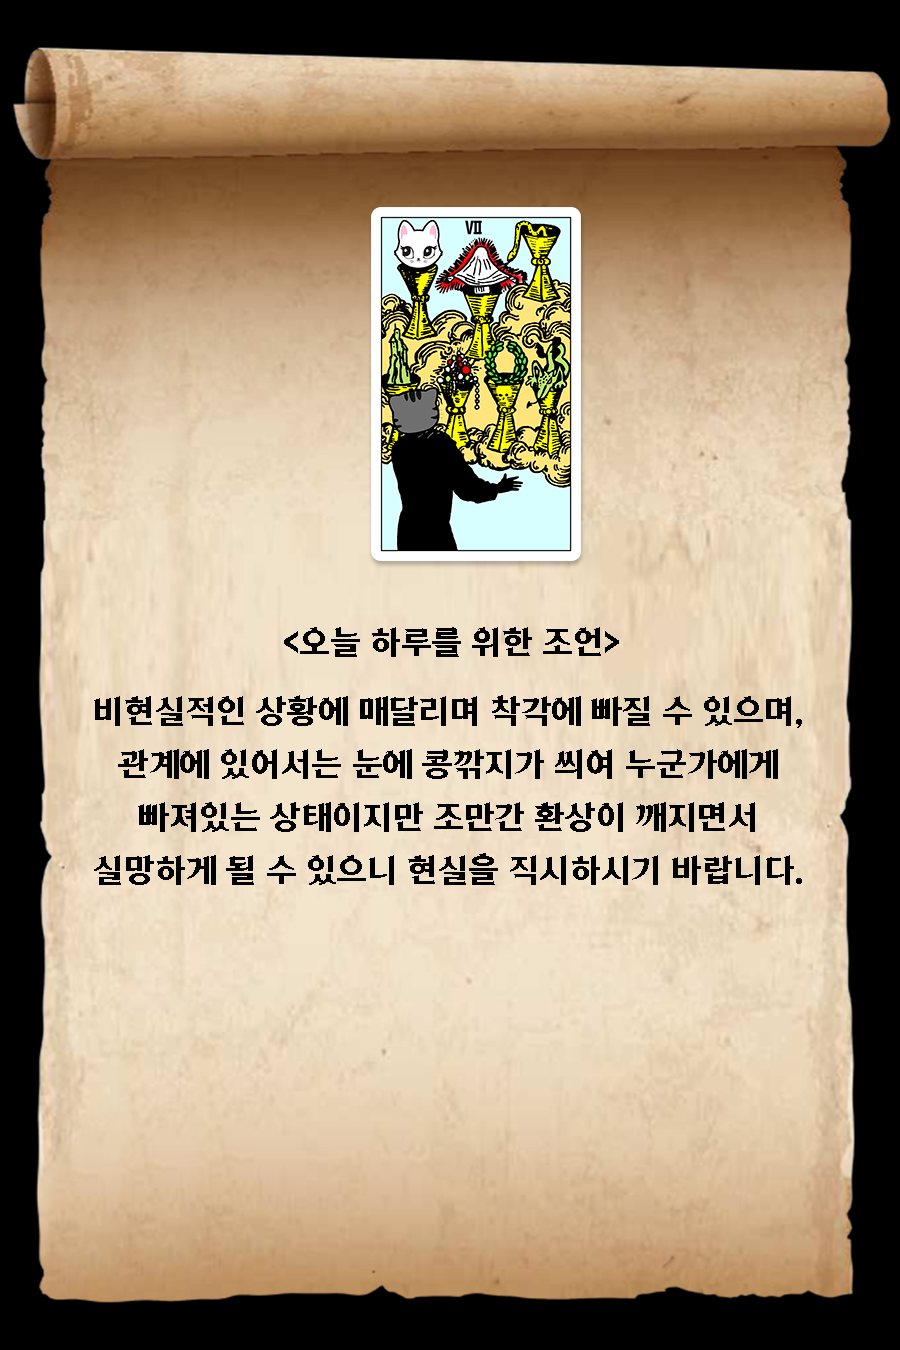 VII
<오늘 하루를 위한 조언>
비현실적인 상황에 매달리며 착각에 빠질 수 있으며,
관계에 있어서는 눈에 콩깎지가 씌여 누군가에게
빠져있는 상태이지만 조만간 환상이 깨지면서
실망하게 될 수 있으니 현실을 직시하시기 바랍니다.